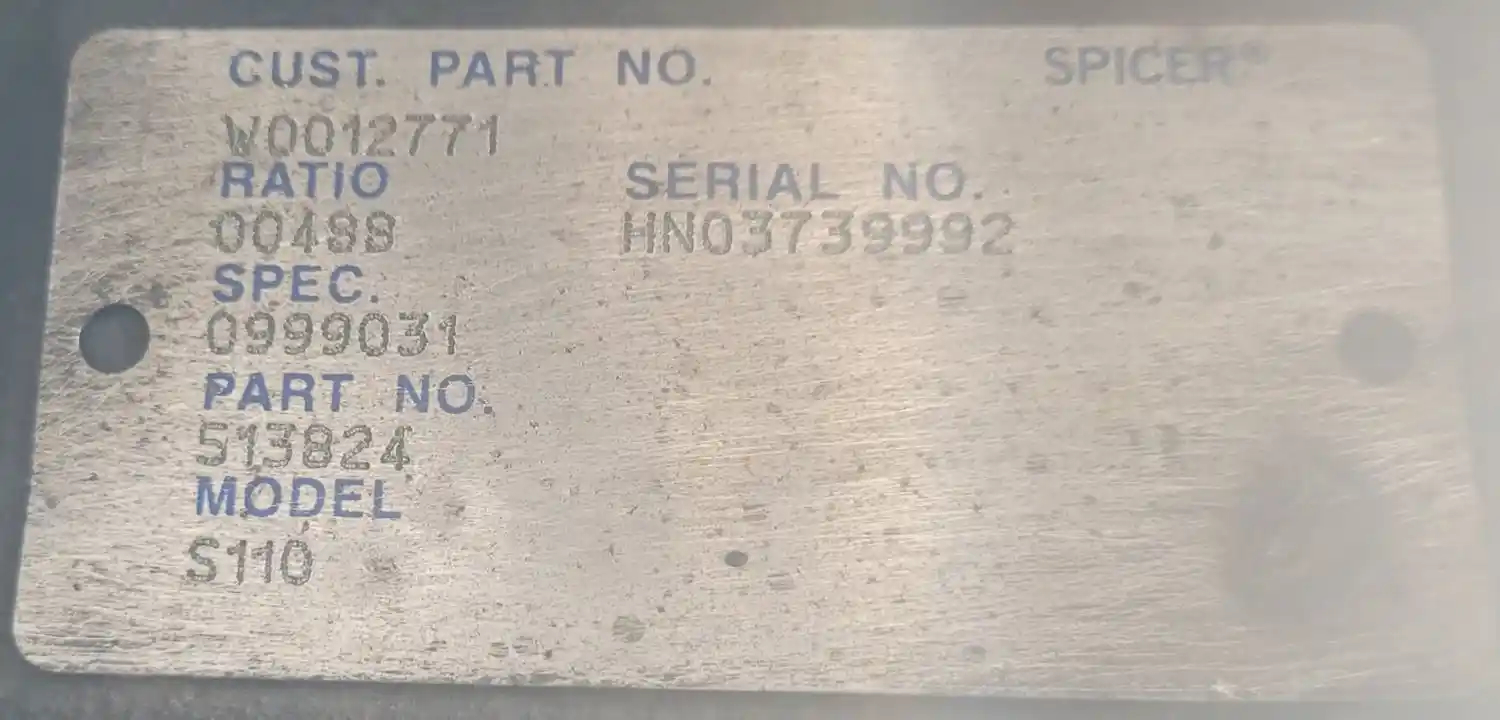 CUST. PART NO. SPICER®
W0012771
RATIO SERIAL NO.
00488 HN03739992
SPEC.
0999031
PART NO.
513824
MODEL
S110